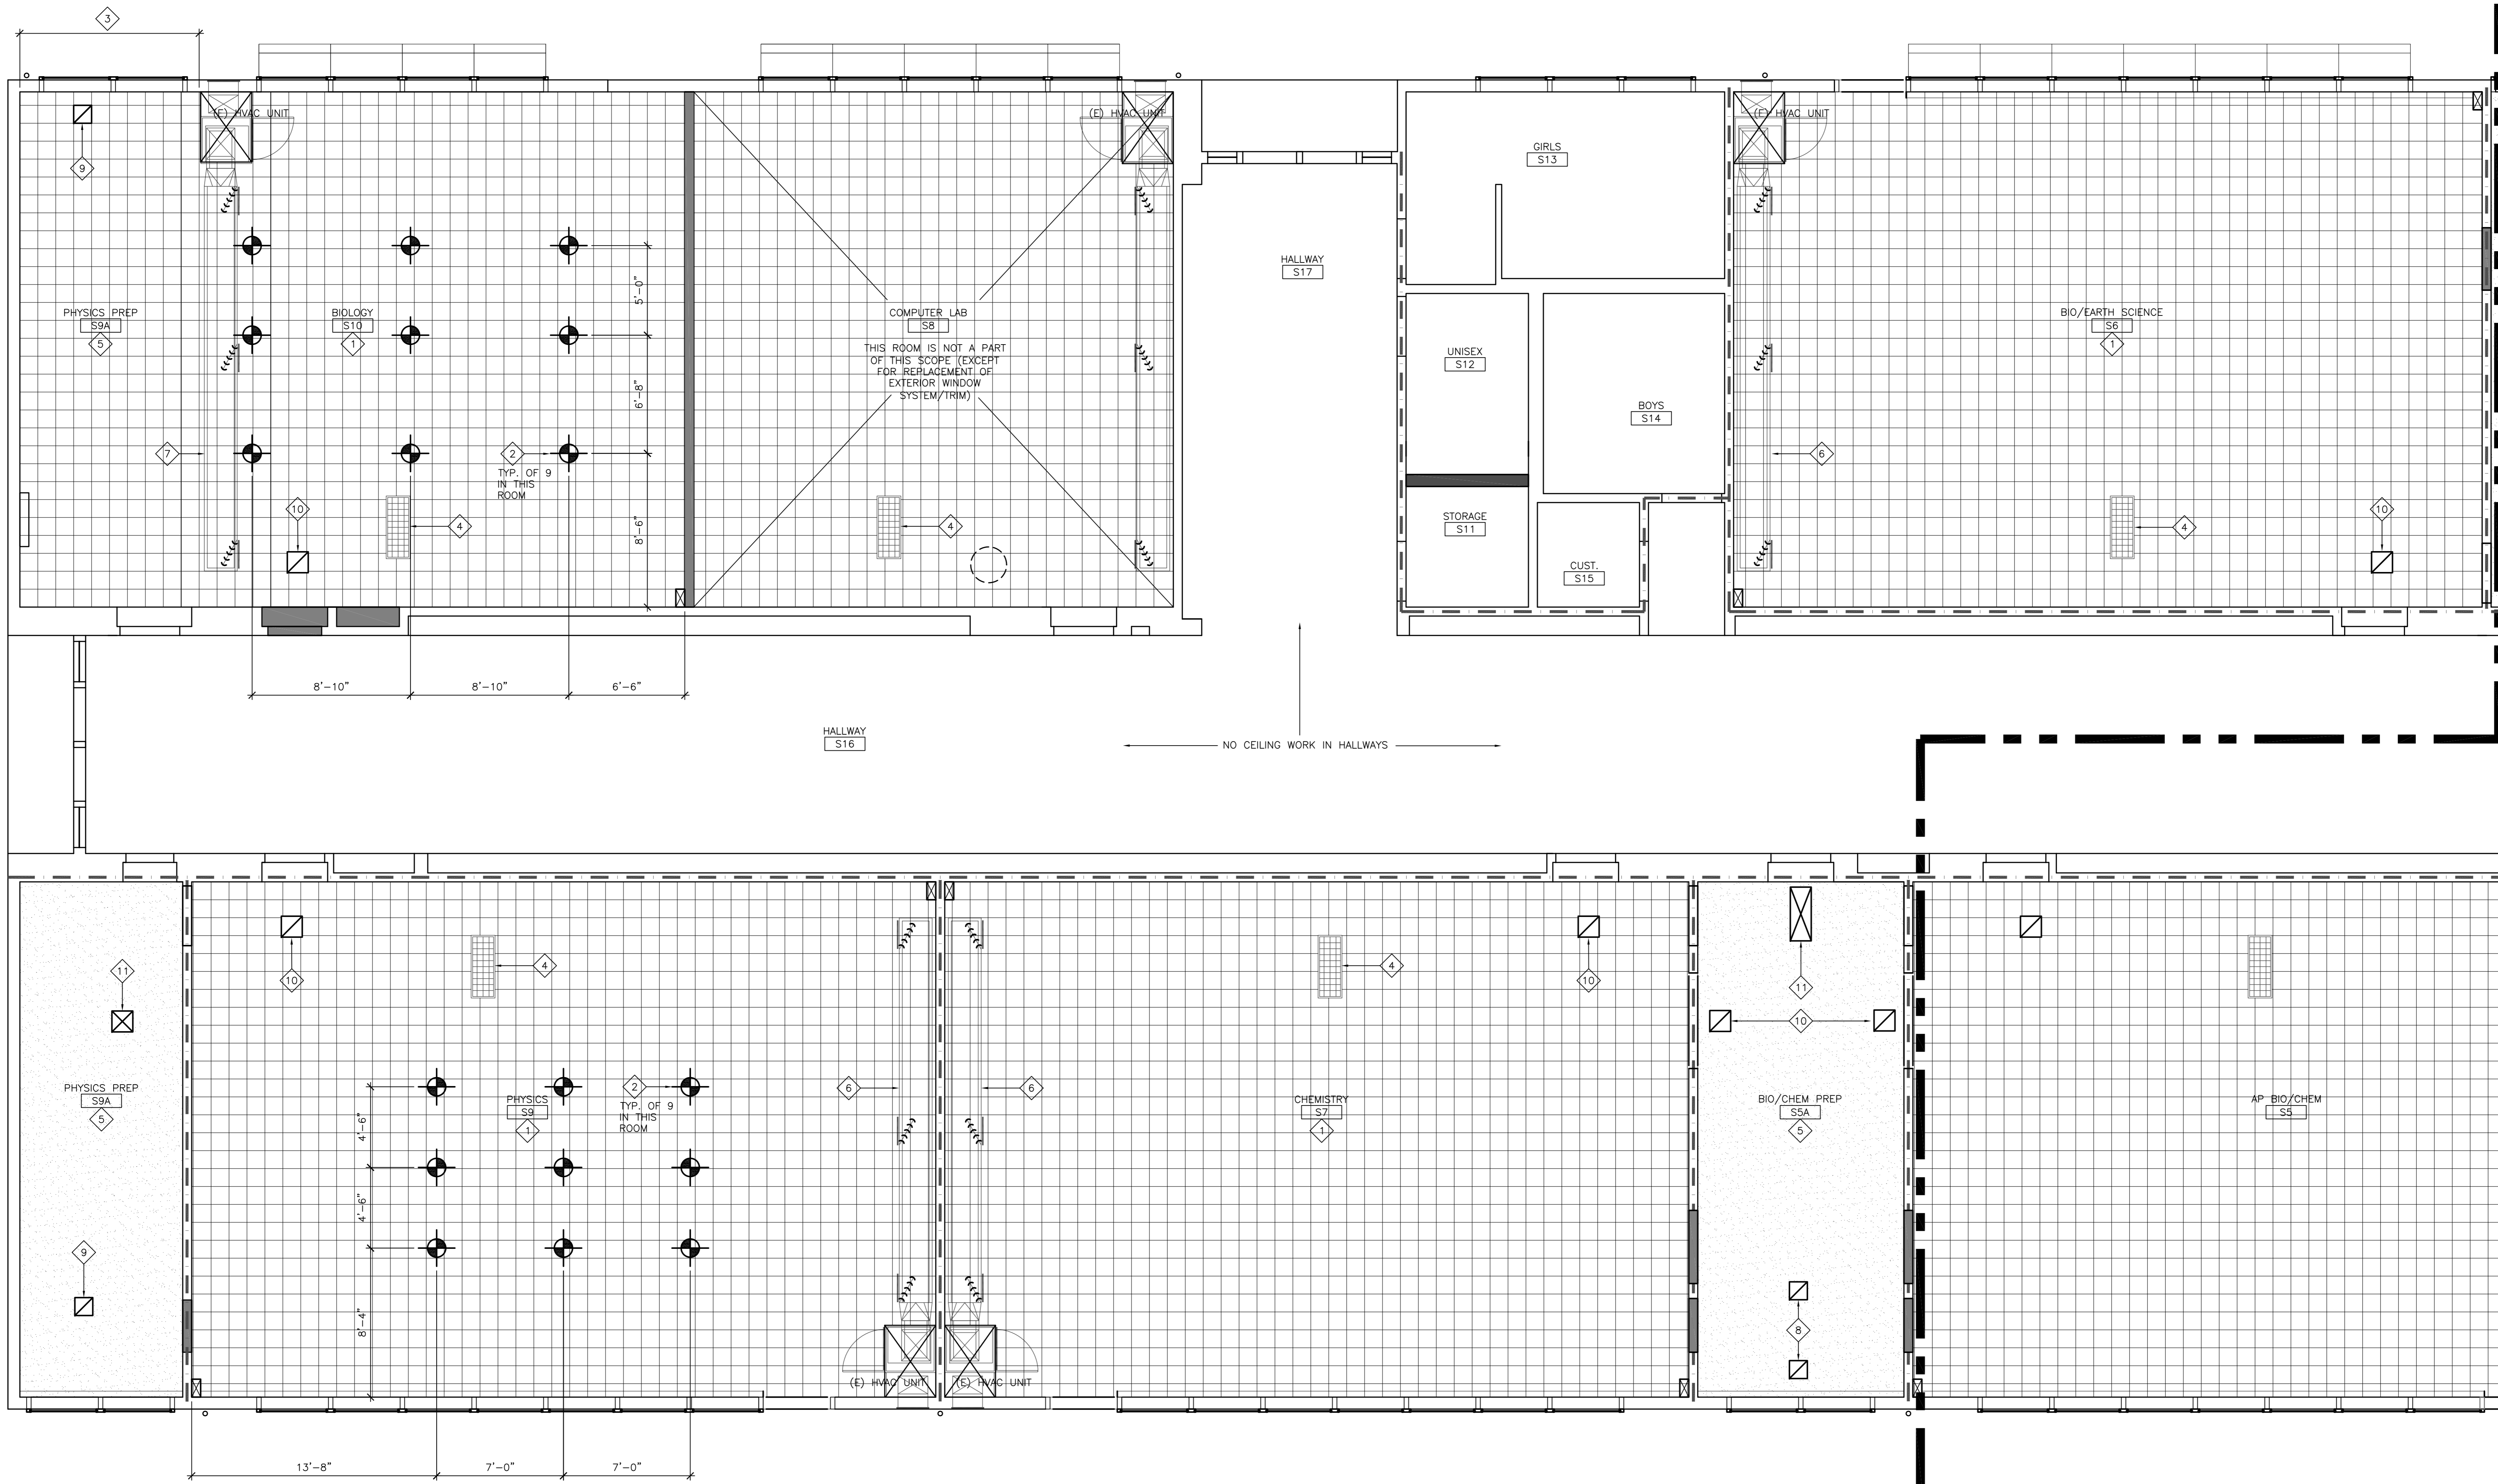 3
(E) HVAC UNIT
(E) HVAC UNIT
(E) HVAC UNIT
9
GIRLS
S13
HALLWAY
S17
5'-0"
PHYSICS PREP
S9A
5
BIOLOGY
S10
1
COMPUTER LAB
S8
THIS ROOM IS NOT A PART
OF THIS SCOPE (EXCEPT
FOR REPLACEMENT OF
EXTERIOR WINDOW
SYSTEM/TRIM)
BIO/EARTH SCIENCE
S6
1
UNISEX
S12
6'-8"
BOYS
S14
7
2
TYP. OF 9
IN THIS
ROOM
6
10
4
8'-6"
4
STORAGE
S11
CUST.
S15
4
10
8'-10"
8'-10"
6'-6"
HALLWAY
S16
NO CEILING WORK IN HALLWAYS
11
10
4
4
10
11
10
PHYSICS PREP
S9A
5
4'-6"
PHYSICS
S9
1
2
TYP. OF 9
IN THIS
ROOM
6
6
CHEMISTRY
S7
1
BIO/CHEM PREP
S5A
5
AP BIO/CHEM
S5
4'-6"
9
8'-4"
8
(E) HVAC UNIT
(E) HVAC UNIT
13'-8"
7'-0"
7'-0"